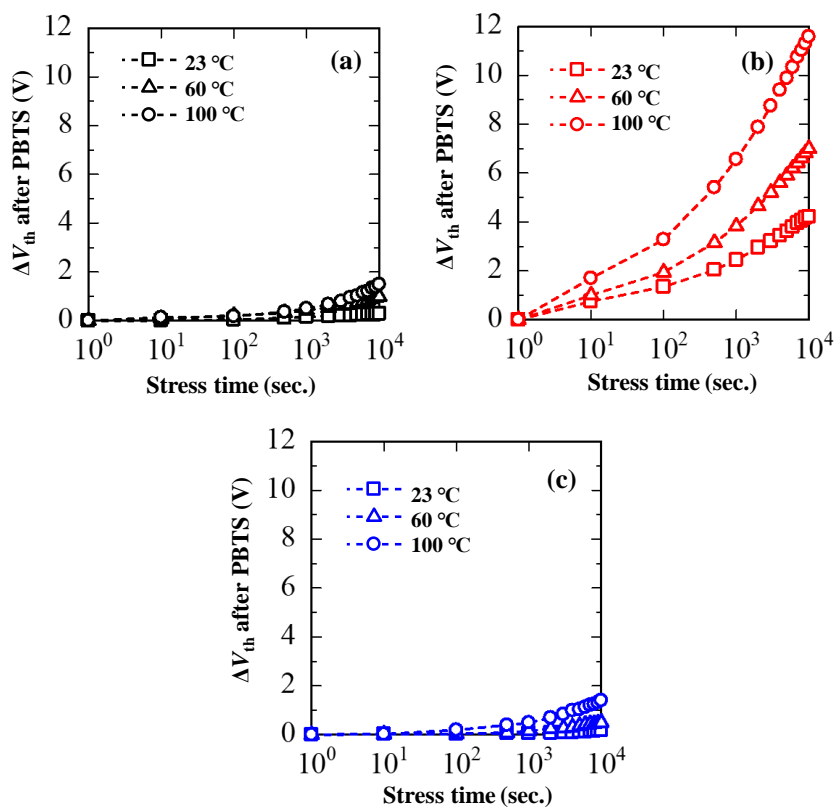 (a)
23 °C
60 °C
100 °C
ΔVth after PBTS (V)
12
10
8
6
4
2
0
10^0 10^1 10^2 10^3 10^4
Stress time (sec.)
(b)
23 °C
60 °C
100 °C
ΔVth after PBTS (V)
12
10
8
6
4
2
0
10^0 10^1 10^2 10^3 10^4
Stress time (sec.)
(c)
23 °C
60 °C
100 °C
ΔVth after PBTS (V)
12
10
8
6
4
2
0
10^0 10^1 10^2 10^3 10^4
Stress time (sec.)